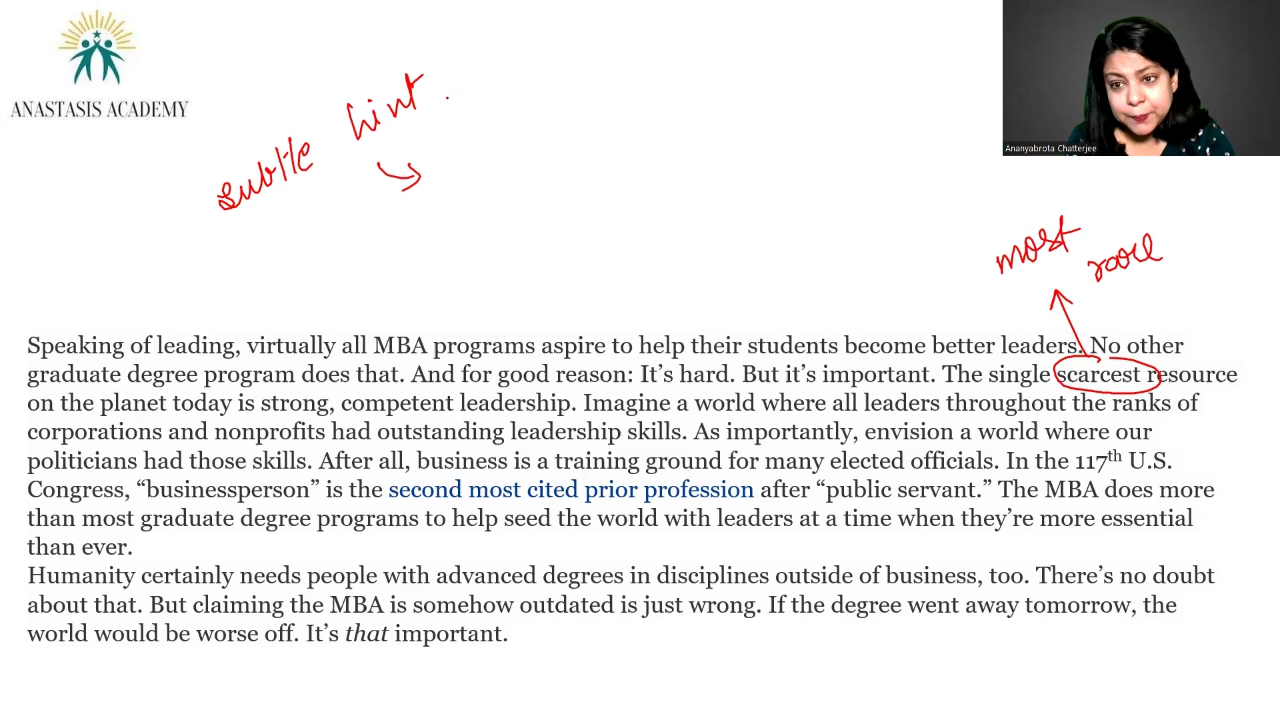 ANASTASIS ACADEMY
subtle hint.
Ananyabrota Chatterjee
most rare
Speaking of leading, virtually all MBA programs aspire to help their students become better leaders. No other
graduate degree program does that. And for good reason: It’s hard. But it’s important. The single scarcest resource
on the planet today is strong, competent leadership. Imagine a world where all leaders throughout the ranks of
corporations and nonprofits had outstanding leadership skills. As importantly, envision a world where our
politicians had those skills. After all, business is a training ground for many elected officials. In the 117th U.S.
Congress, “businessperson” is the second most cited prior profession after “public servant.” The MBA does more
than most graduate degree programs to help seed the world with leaders at a time when they’re more essential
than ever.
Humanity certainly needs people with advanced degrees in disciplines outside of business, too. There’s no doubt
about that. But claiming the MBA is somehow outdated is just wrong. If the degree went away tomorrow, the
world would be worse off. It’s that important.